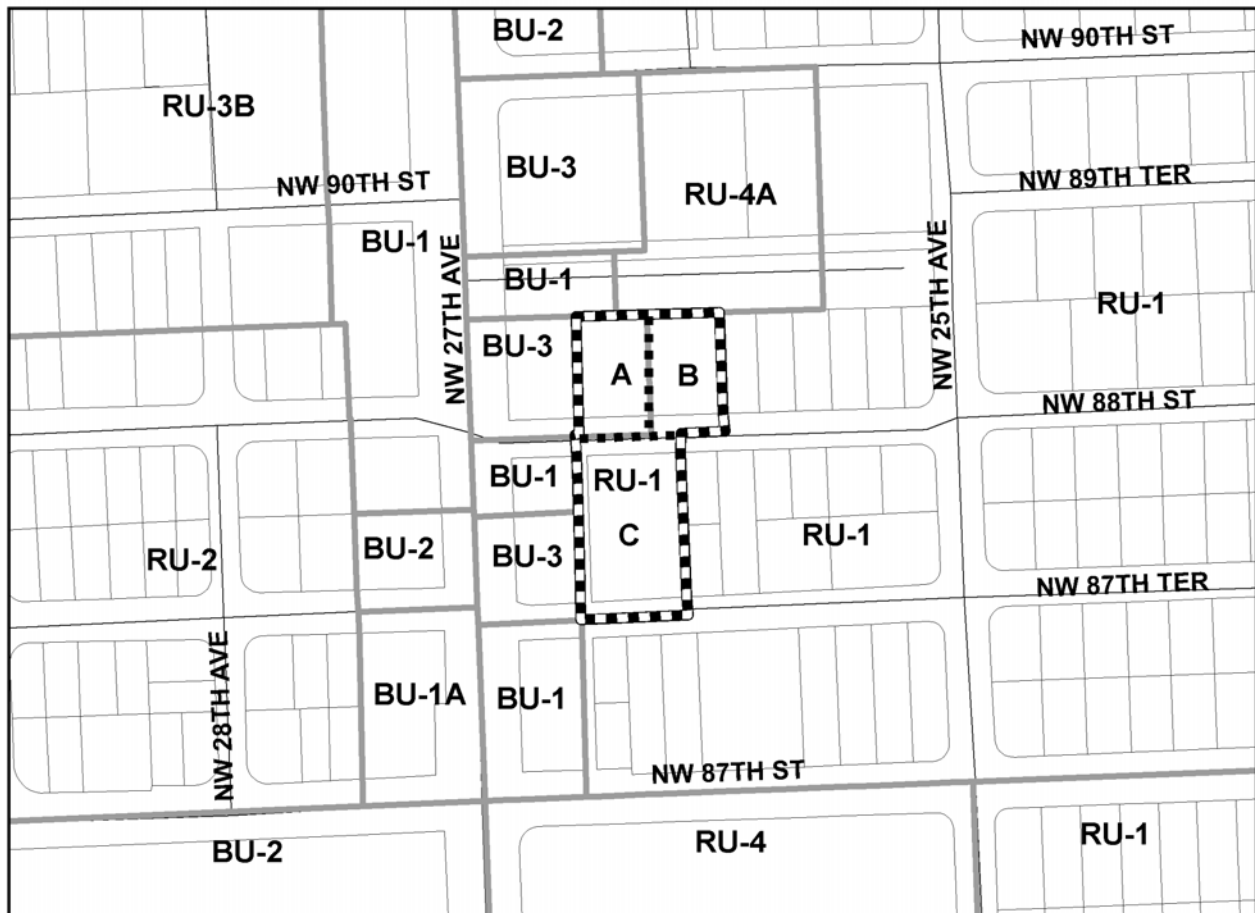 BU-2
NW 90TH ST
RU-3B
BU-3
NW 90TH ST
RU-4A
NW 89TH TER
BU-1
NW 27TH AVE
BU-1
NW 25TH AVE
RU-1
BU-3
A
B
NW 88TH ST
BU-1
RU-1
C
RU-2
BU-2
BU-3
RU-1
NW 87TH TER
NW 28TH AVE
BU-1A
BU-1
NW 87TH ST
BU-2
RU-4
RU-1